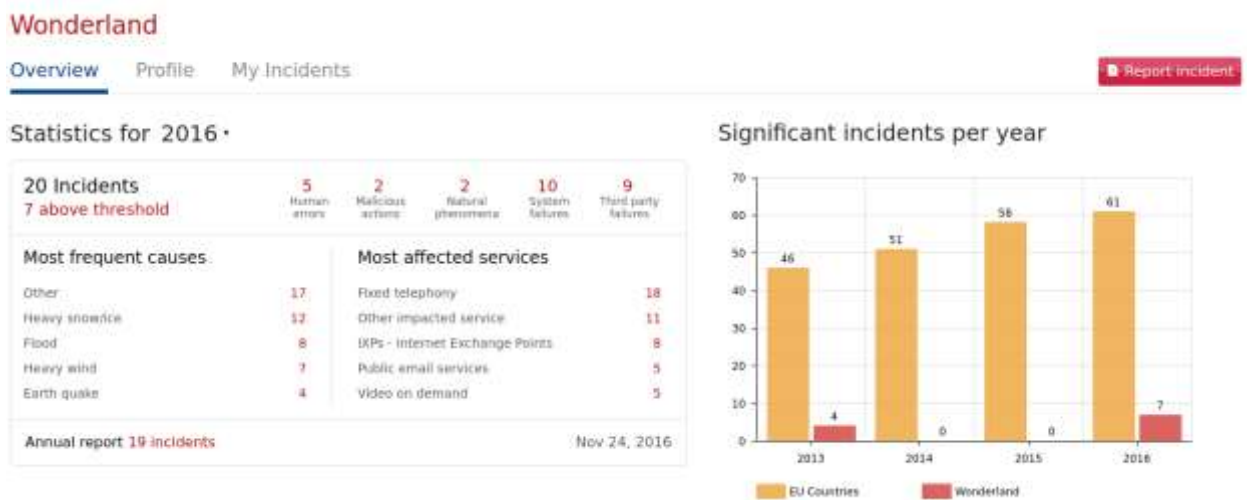 Wonderland
Overview Profile My Incidents Report incident
Statistics for 2016
20 Incidents
7 above threshold
5 Human errors
2 Malicious actions
2 Natural phenomena
10 System failures
9 Third party failures
Most frequent causes
Other 17
Heavy snow/ice 12
Flood 8
Heavy wind 7
Earth quake 4
Most affected services
Fixed telephony 18
Other impacted service 11
IXPs - Internet Exchange Points 8
Public email services 5
Video on demand 5
Annual report 19 incidents Nov 24, 2016
Significant incidents per year
70
60
50
40
30
20
10
0
46 4
51 0
58 0
61 7
2013 2014 2015 2016
EU Countries Wonderland